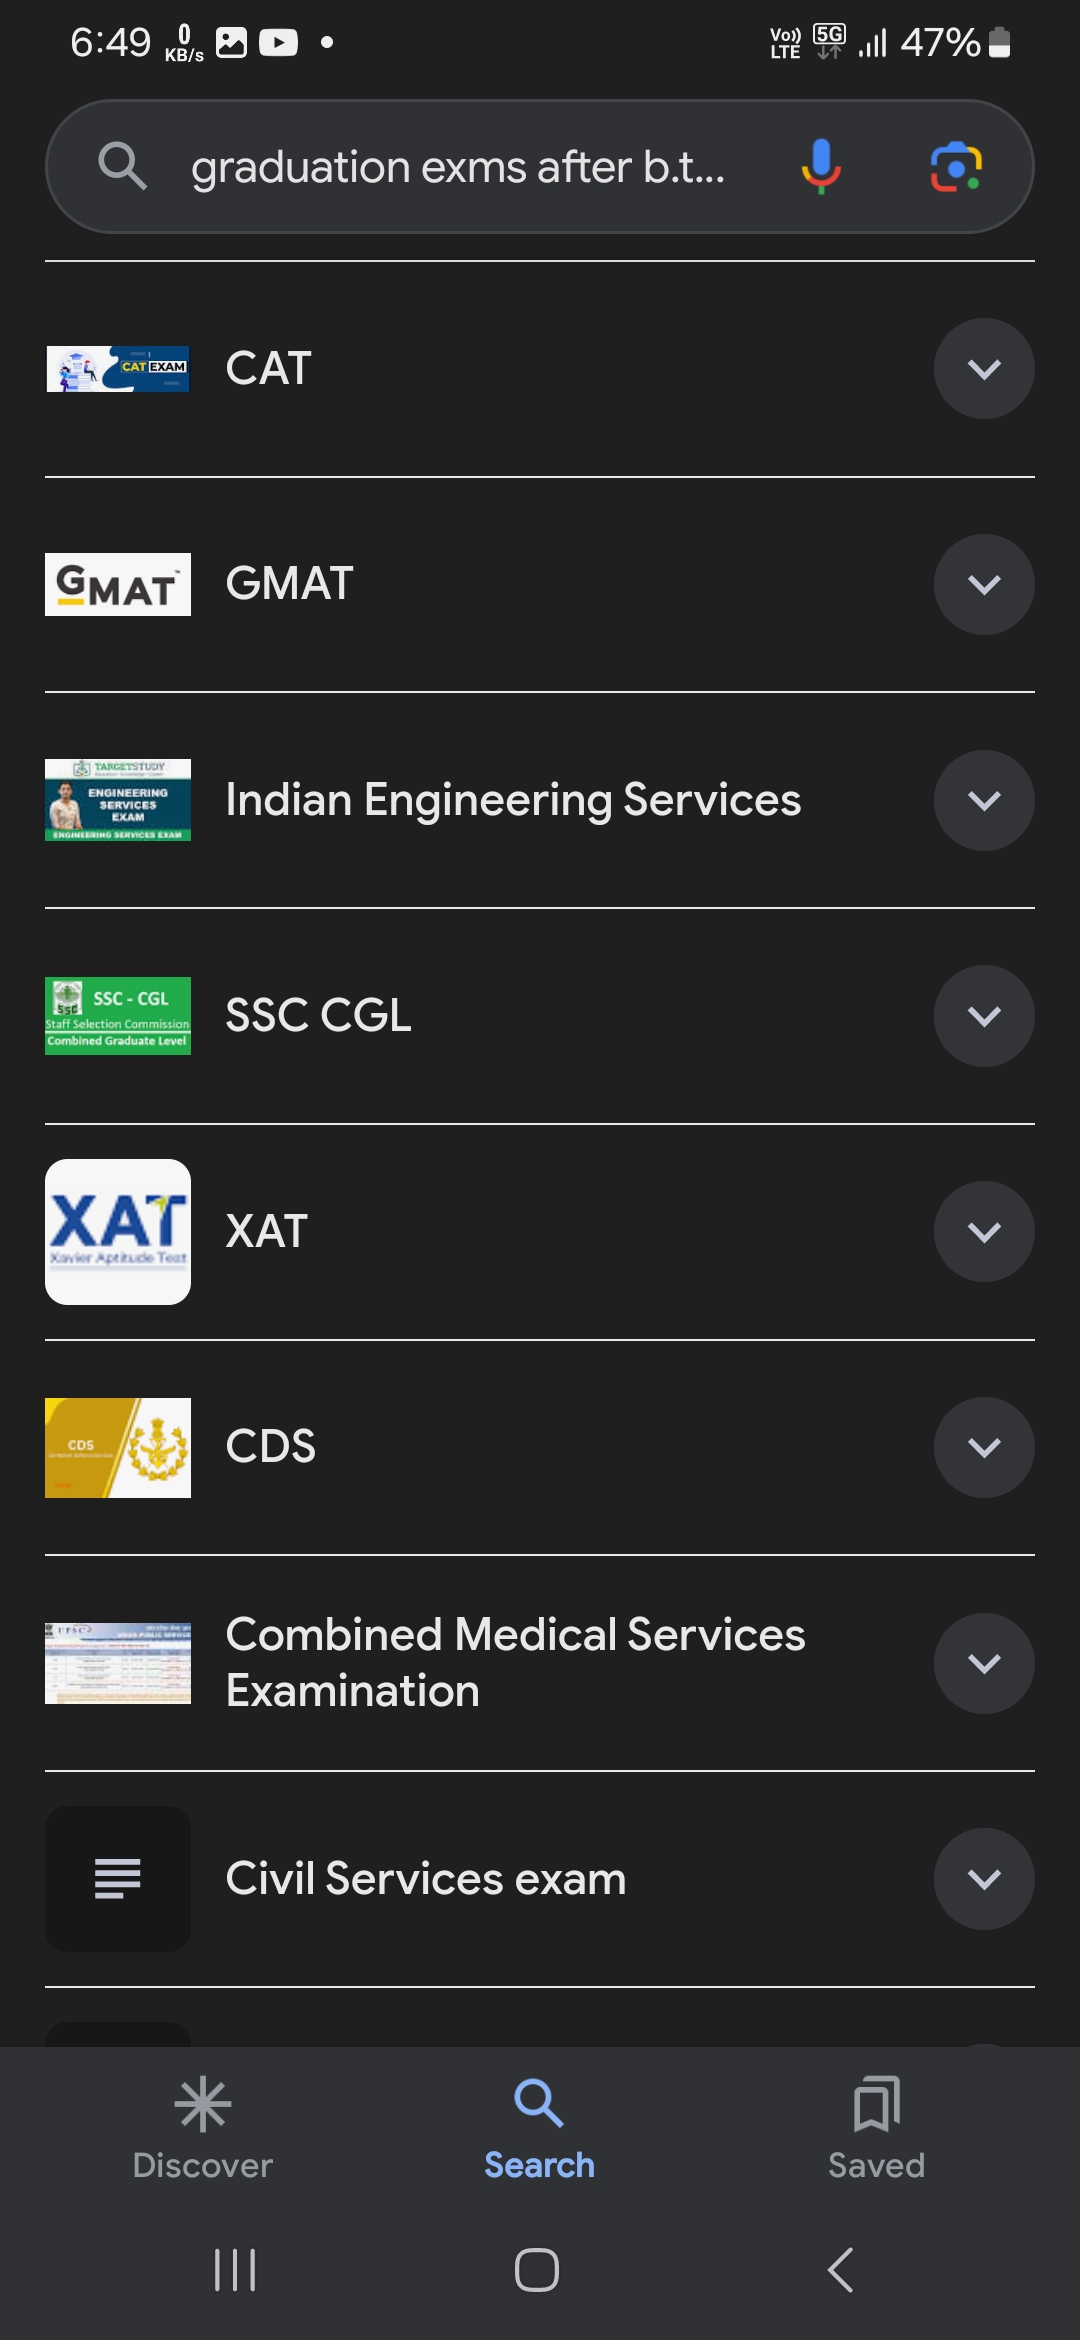 6:49 0 KB/s Vo)) LTE 5G 47%
graduation exms after b.t...
CAT EXAM
CAT
GMAT
GMAT
TARGETSTUDY
ENGINEERING
SERVICES
EXAM
ENGINEERING SERVICES EXAM
Indian Engineering Services
SSC - CGL
SSC
Staff Selection Commission
Combined Graduate Level
SSC CGL
XAT
Xavier Aptitude Test
XAT
CDS
CDS
UPSC
Combined Medical Services
Examination
Civil Services exam
Discover
Search
Saved